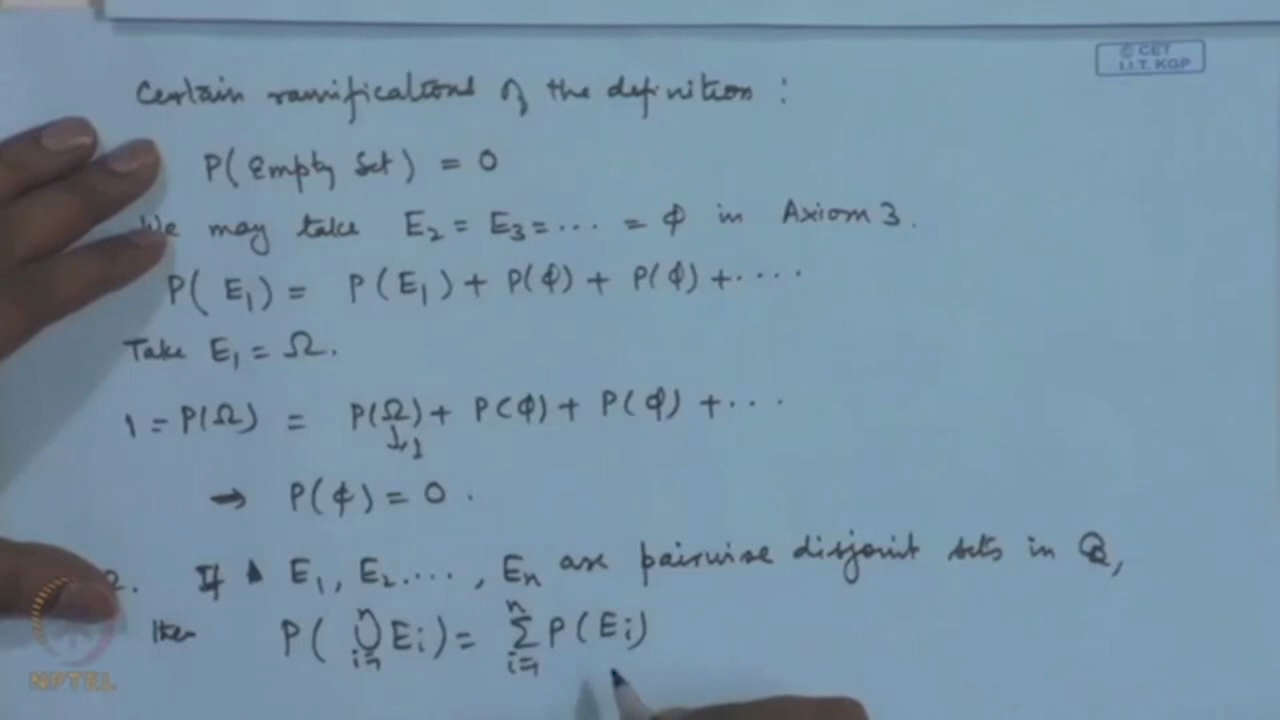 © CET
I.I.T. KGP
Certain ramifications of the definition :
P( Empty Set ) = 0
We may take E₂ = E₃ = ··· = ϕ in Axiom 3.
P( E₁ ) = P( E₁ ) + P(ϕ) + P(ϕ) + ····
Take E₁ = Ω.
1 = P(Ω) = P(Ω) + P(ϕ) + P(ϕ) + ···
↓ 1
→ P(ϕ) = 0 .
2. If E₁, E₂ ···· , Eₙ are pairwise disjoint sets in B,
then P( ⋃ᵢ₌₁ⁿ Eᵢ ) = ∑ᵢ₌₁ⁿ P(Eᵢ)
NPTEL